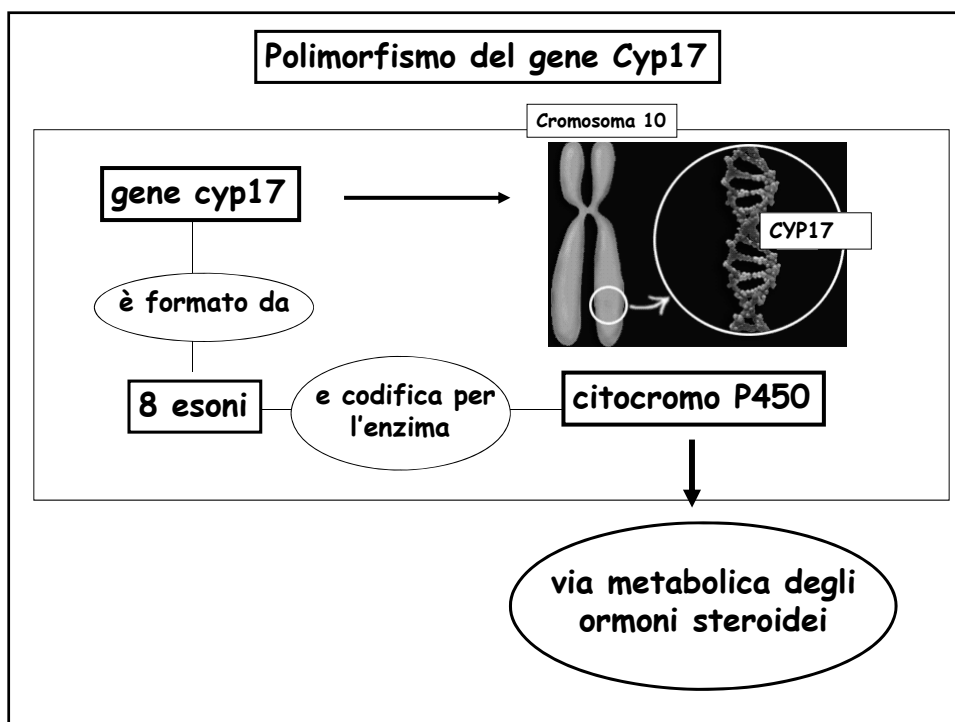 Polimorfismo del gene Cyp17
Cromosoma 10
gene cyp17
CYP17
è formato da
8 esoni
e codifica per
l'enzima
citocromo P450
via metabolica degli
ormoni steroidei